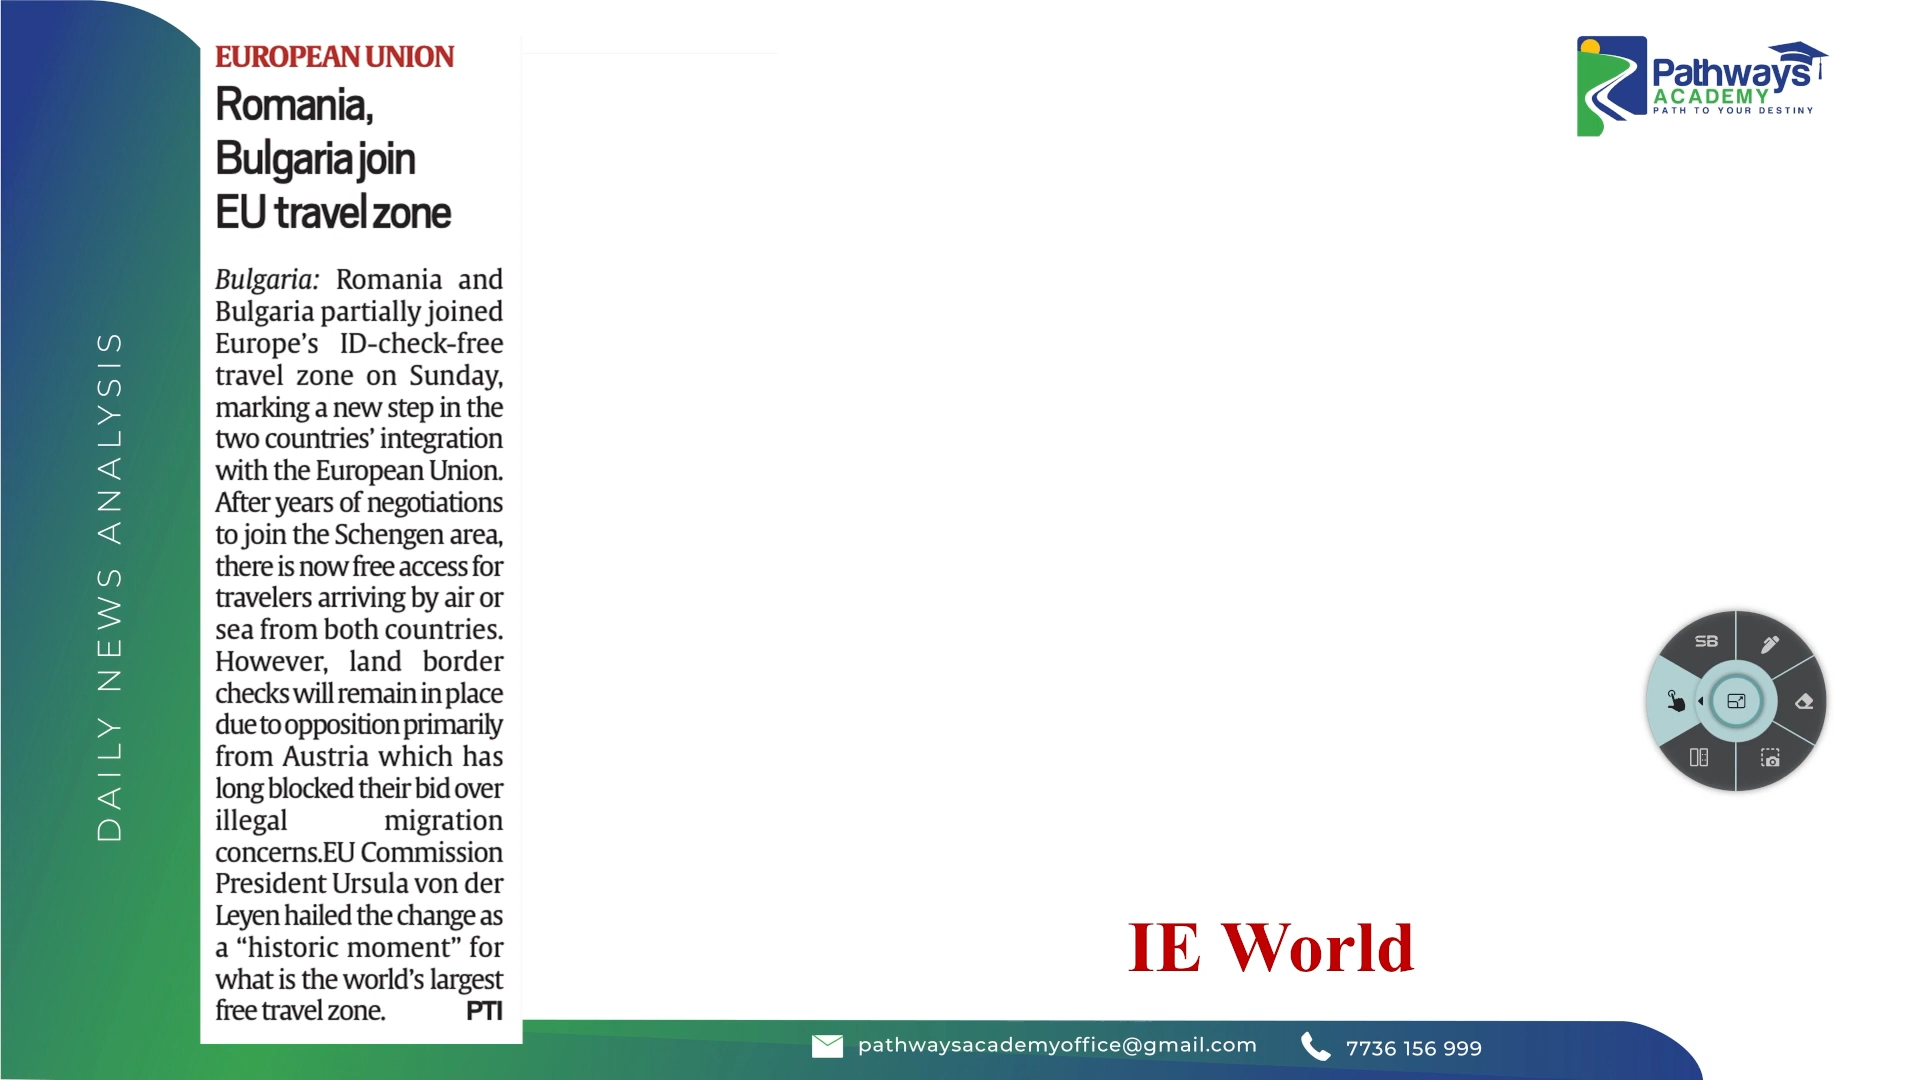 EUROPEAN UNION
Romania,
Bulgaria join
EU travel zone
Bulgaria: Romania and
Bulgaria partially joined
Europe's ID-check-free
travel zone on Sunday,
marking a new step in the
two countries' integration
with the European Union.
After years of negotiations
to join the Schengen area,
there is now free access for
travelers arriving by air or
sea from both countries.
However, land border
checks will remain in place
due to opposition primarily
from Austria which has
long blocked their bid over
illegal migration
concerns.EU Commission
President Ursula von der
Leyen hailed the change as
a “historic moment” for
what is the world's largest
free travel zone. PTI
DAILY NEWS ANALYSIS
Pathways
ACADEMY
PATH TO YOUR DESTINY
SB
IE World
pathwaysacademyoffice@gmail.com
7736 156 999